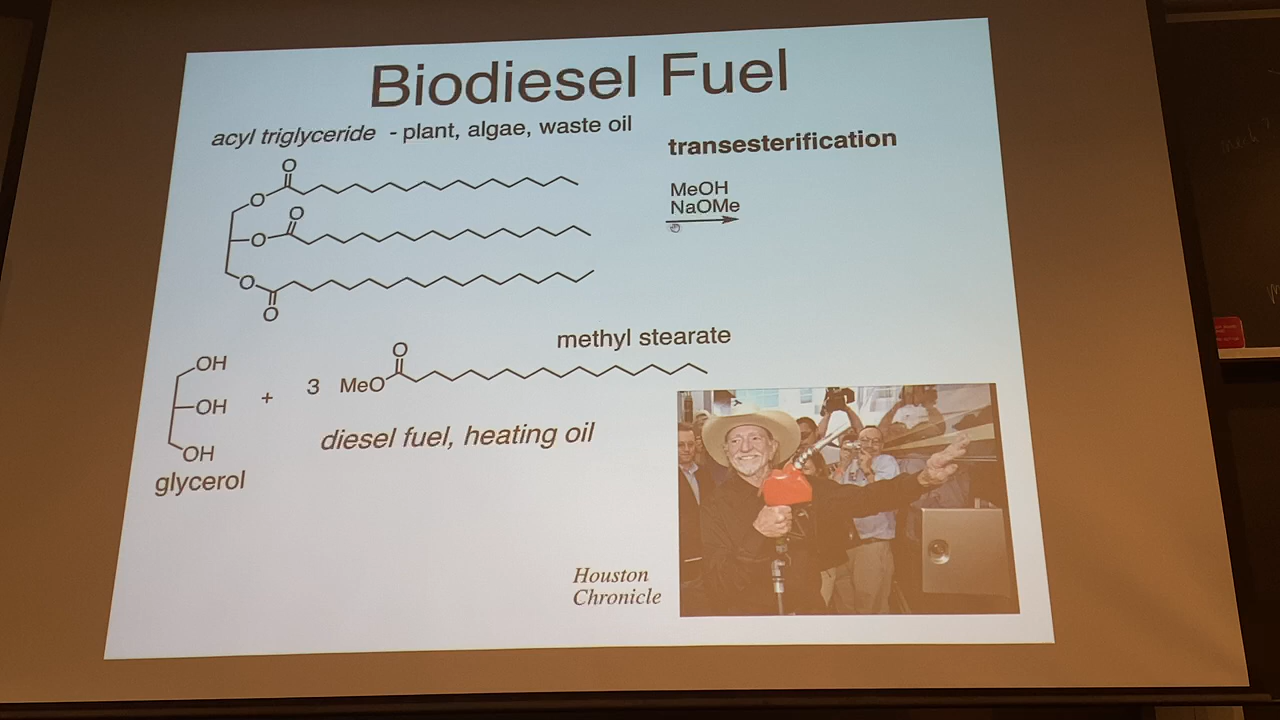 Biodiesel Fuel
acyl triglyceride - plant, algae, waste oil
transesterification
MeOH
NaOMe
O
O
O
O
O
O
methyl stearate
OH
OH
OH
+
3 MeO
O
glycerol
diesel fuel, heating oil
Houston
Chronicle